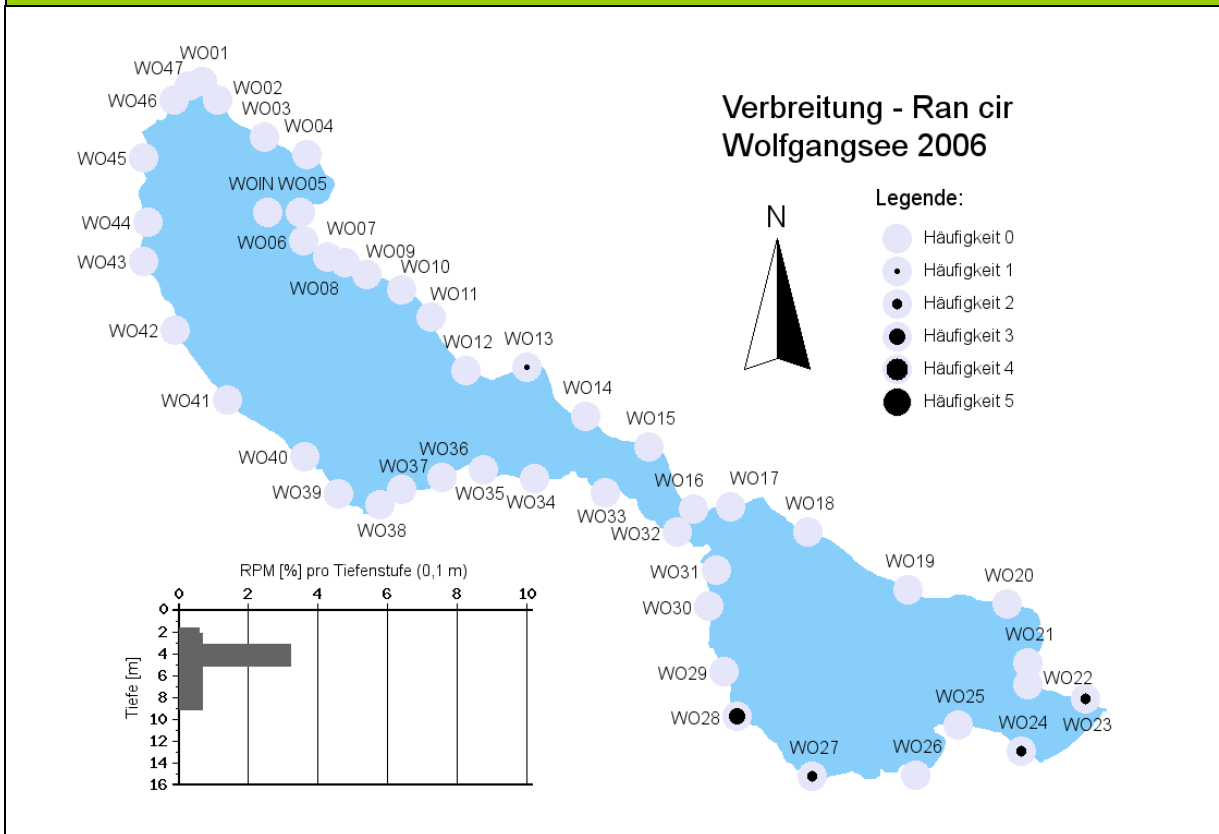 WO01
WO47
WO02
WO46
WO03
WO04
Verbreitung - Ran cir
Wolfgangsee 2006
WO45
WOIN
WO05
Legende:
WO44
N
WO06
WO07
Häufigkeit 0
WO43
WO09
WO08
WO10
Häufigkeit 1
WO11
Häufigkeit 2
WO42
Häufigkeit 3
WO12
WO13
Häufigkeit 4
WO41
WO14
Häufigkeit 5
WO15
WO40
WO36
WO37
WO39
WO35
WO34
WO16
WO17
WO38
WO33
WO32
WO18
RPM [%] pro Tiefenstufe (0,1 m)
WO31
WO19
WO20
0 2 4 6 8 10
WO30
0
2
4
6
8
10
12
14
16
Tiefe [m]
WO21
WO29
WO22
WO28
WO25
WO24
WO23
WO27
WO26